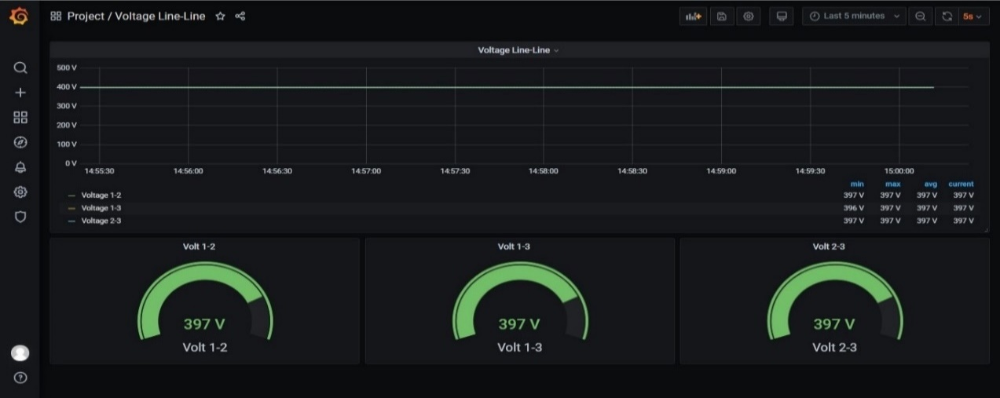 Project / Voltage Line-Line
Last 5 minutes
5s
Voltage Line-Line
500 V
400 V
300 V
200 V
100 V
0 V
14:55:30 14:56:00 14:56:30 14:57:00 14:57:30 14:58:00 14:58:30 14:59:00 14:59:30 15:00:00
min max avg current
Voltage 1-2 397 V 397 V 397 V 397 V
Voltage 1-3 396 V 397 V 397 V 397 V
Voltage 2-3 397 V 397 V 397 V 397 V
Volt 1-2 Volt 1-3 Volt 2-3
397 V 397 V 397 V
Volt 1-2 Volt 1-3 Volt 2-3